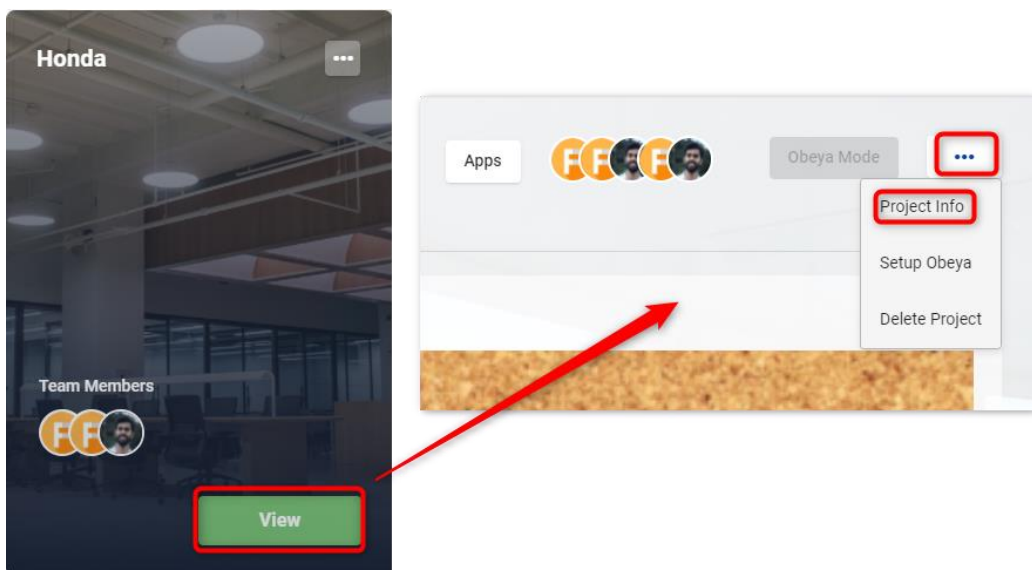 Honda
Team Members
F F
View
Apps
F F F
Obeya Mode
Project Info
Setup Obeya
Delete Project